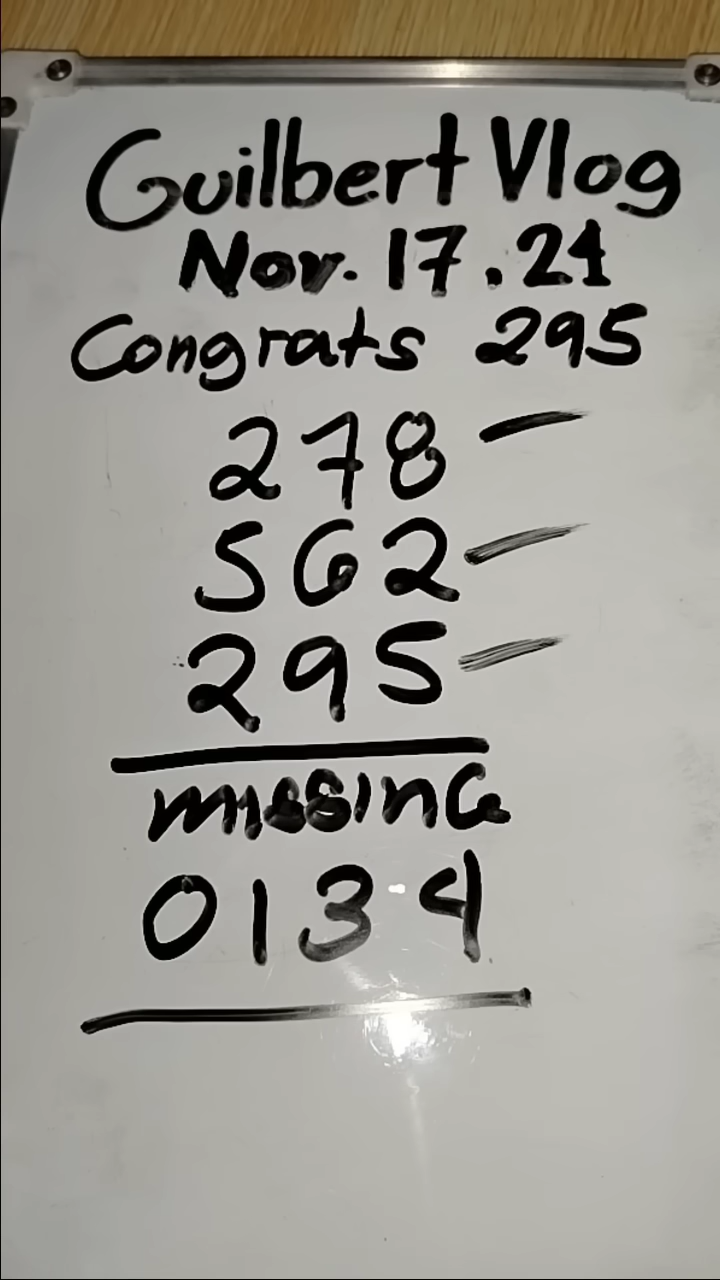 Guilbert Vlog
Nov. 17.24
Congrats 295
278 —
562 —
295 —
missing
0134